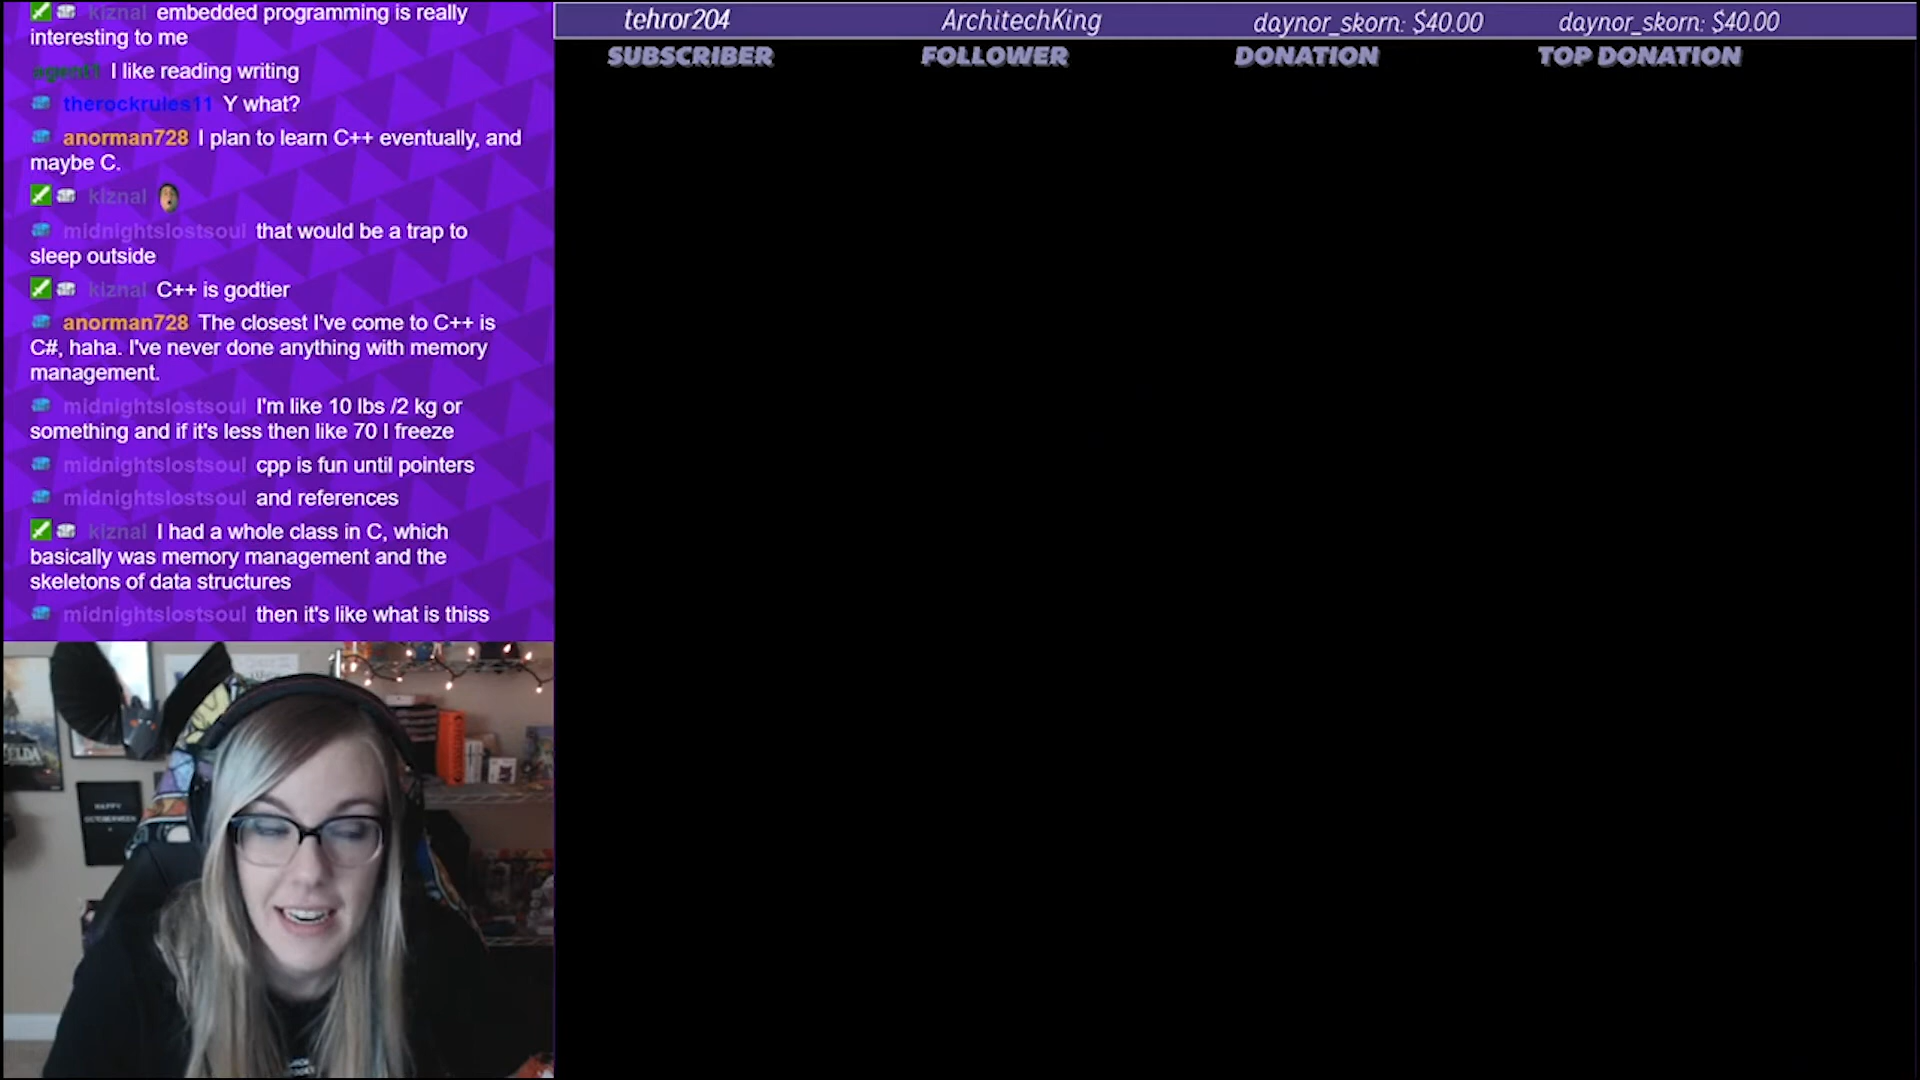 kiznal embedded programming is really
interesting to me
agent1 I like reading writing
therockrules11 Y what?
anorman728 I plan to learn C++ eventually, and
maybe C.
kiznal
midnightslostsoul that would be a trap to
sleep outside
kiznal C++ is godtier
anorman728 The closest I've come to C++ is
C#, haha. I've never done anything with memory
management.
midnightslostsoul I'm like 10 lbs /2 kg or
something and if it's less then like 70 I freeze
midnightslostsoul cpp is fun until pointers
midnightslostsoul and references
kiznal I had a whole class in C, which
basically was memory management and the
skeletons of data structures
midnightslostsoul then it's like what is thiss
tehror204 ArchitechKing daynor_skorn: $40.00 daynor_skorn: $40.00
SUBSCRIBER FOLLOWER DONATION TOP DONATION
ZELDA
HAPPY
OCTOBERWEEN